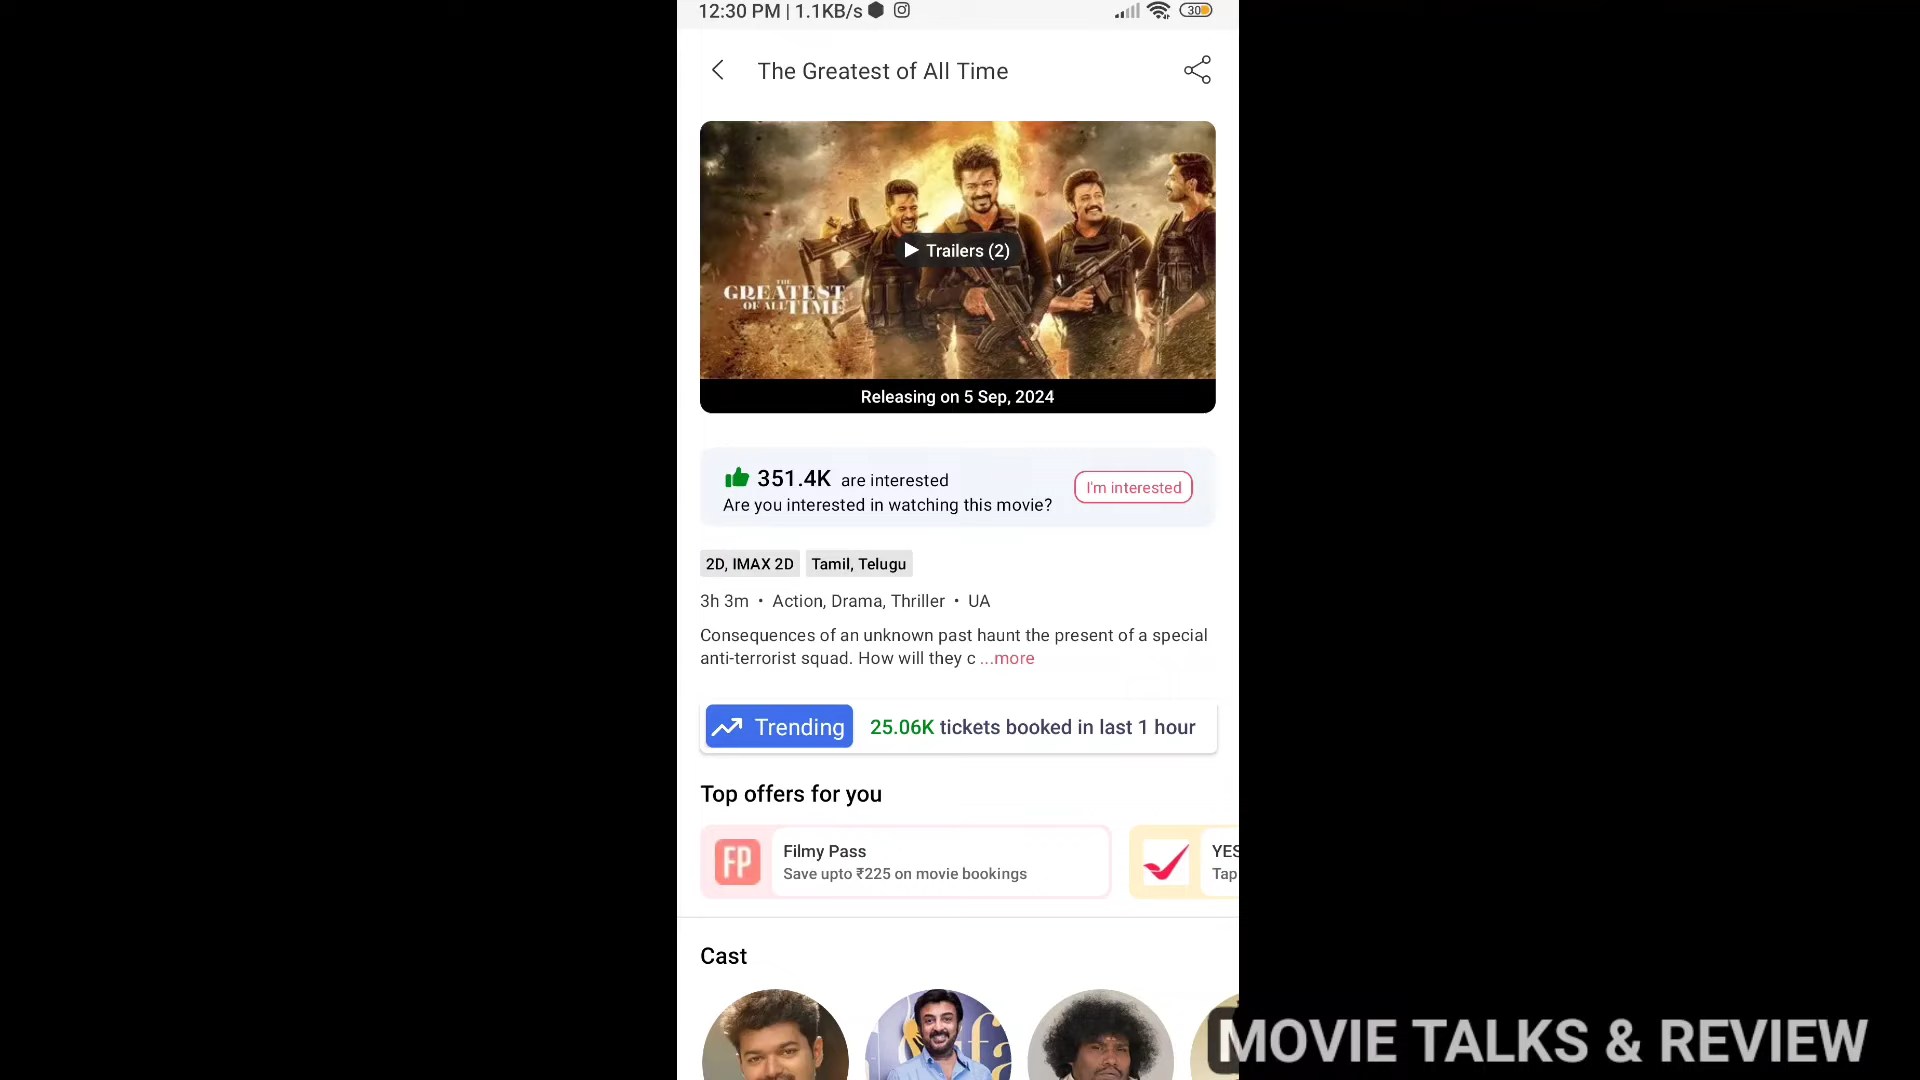 12:30 PM | 1.1KB/s
30
The Greatest of All Time
Trailers (2)
THE
GREATEST
OF ALL TIME
Releasing on 5 Sep, 2024
351.4K are interested
Are you interested in watching this movie?
I'm interested
2D, IMAX 2D
Tamil, Telugu
3h 3m • Action, Drama, Thriller • UA
Consequences of an unknown past haunt the present of a special
anti-terrorist squad. How will they c ...more
Trending
25.06K tickets booked in last 1 hour
Top offers for you
FP
Filmy Pass
Save upto ₹225 on movie bookings
YES
Tap
Cast
MOVIE TALKS & REVIEW